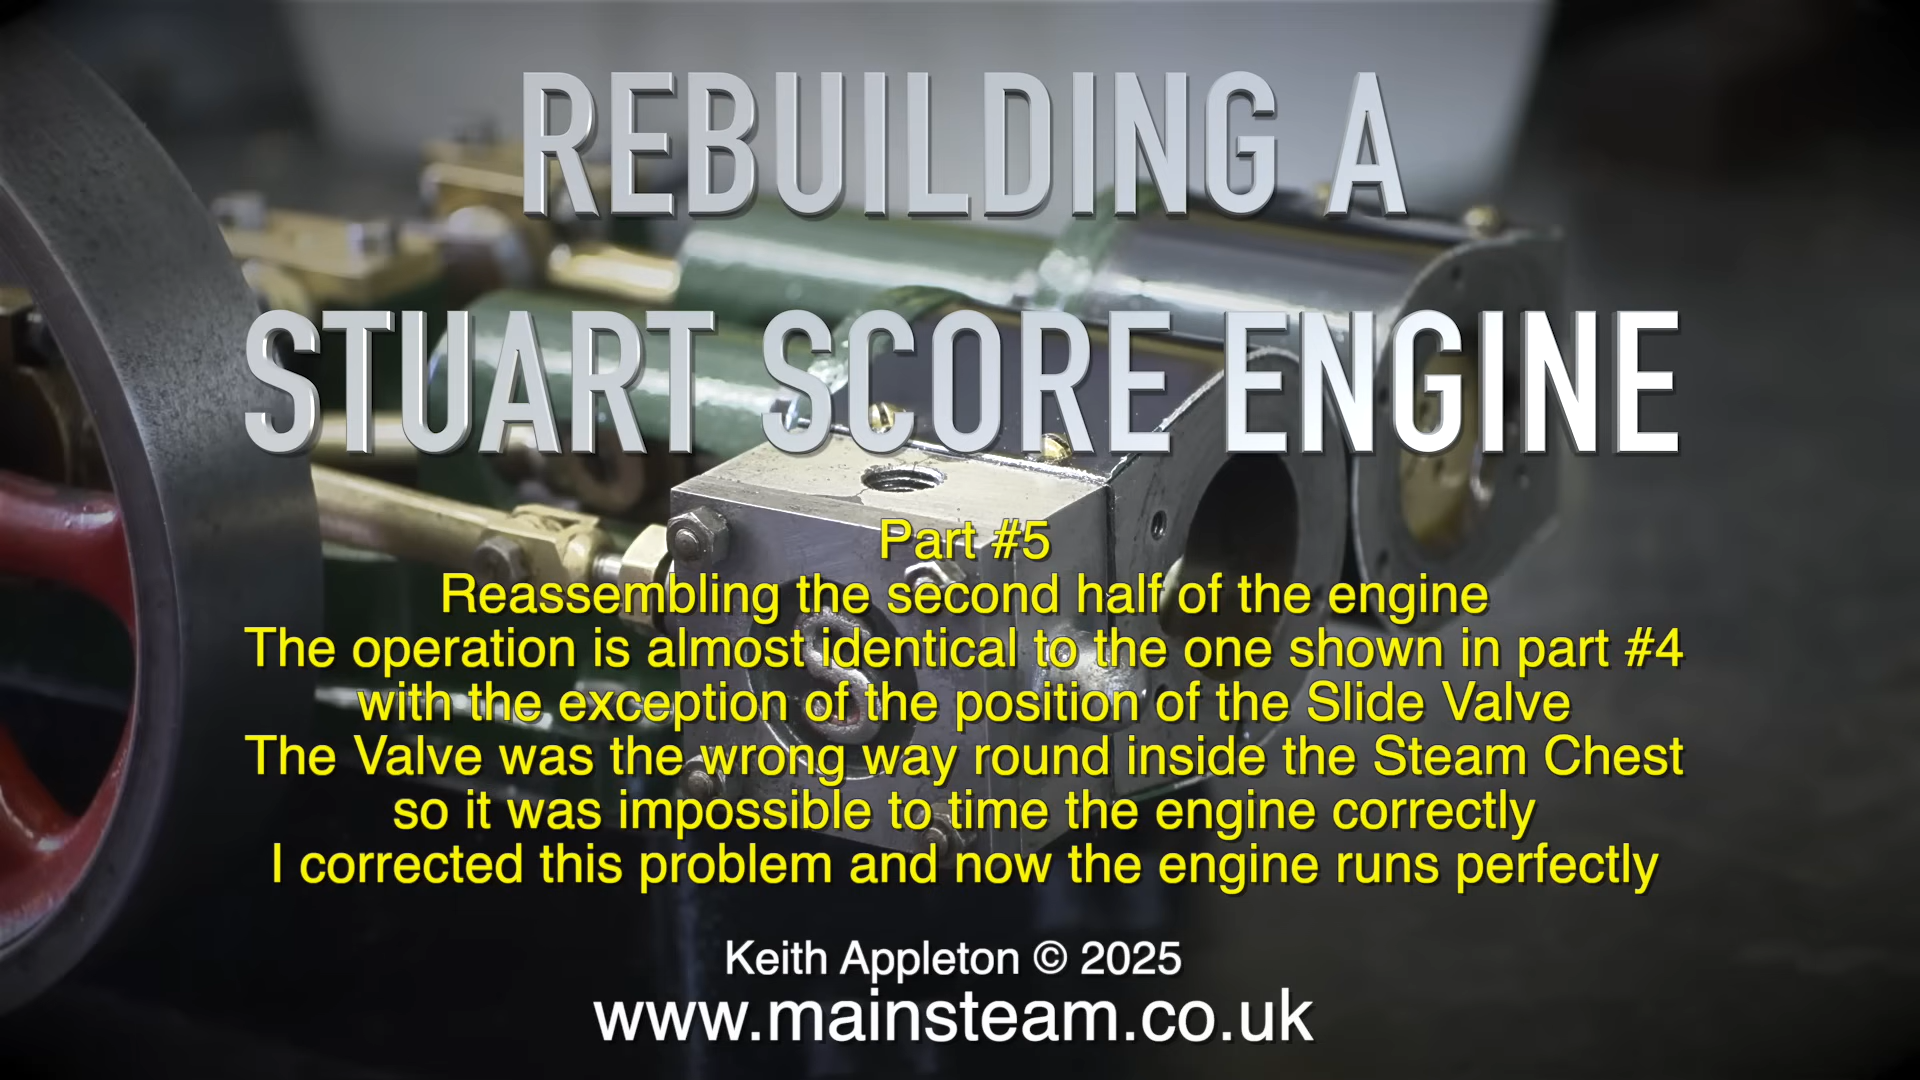 REBUILDING A
STUART SCORE ENGINE
Part #5
Reassembling the second half of the engine
The operation is almost identical to the one shown in part #4
with the exception of the position of the Slide Valve
The Valve was the wrong way round inside the Steam Chest
so it was impossible to time the engine correctly
I corrected this problem and now the engine runs perfectly
S
Keith Appleton © 2025
www.mainsteam.co.uk